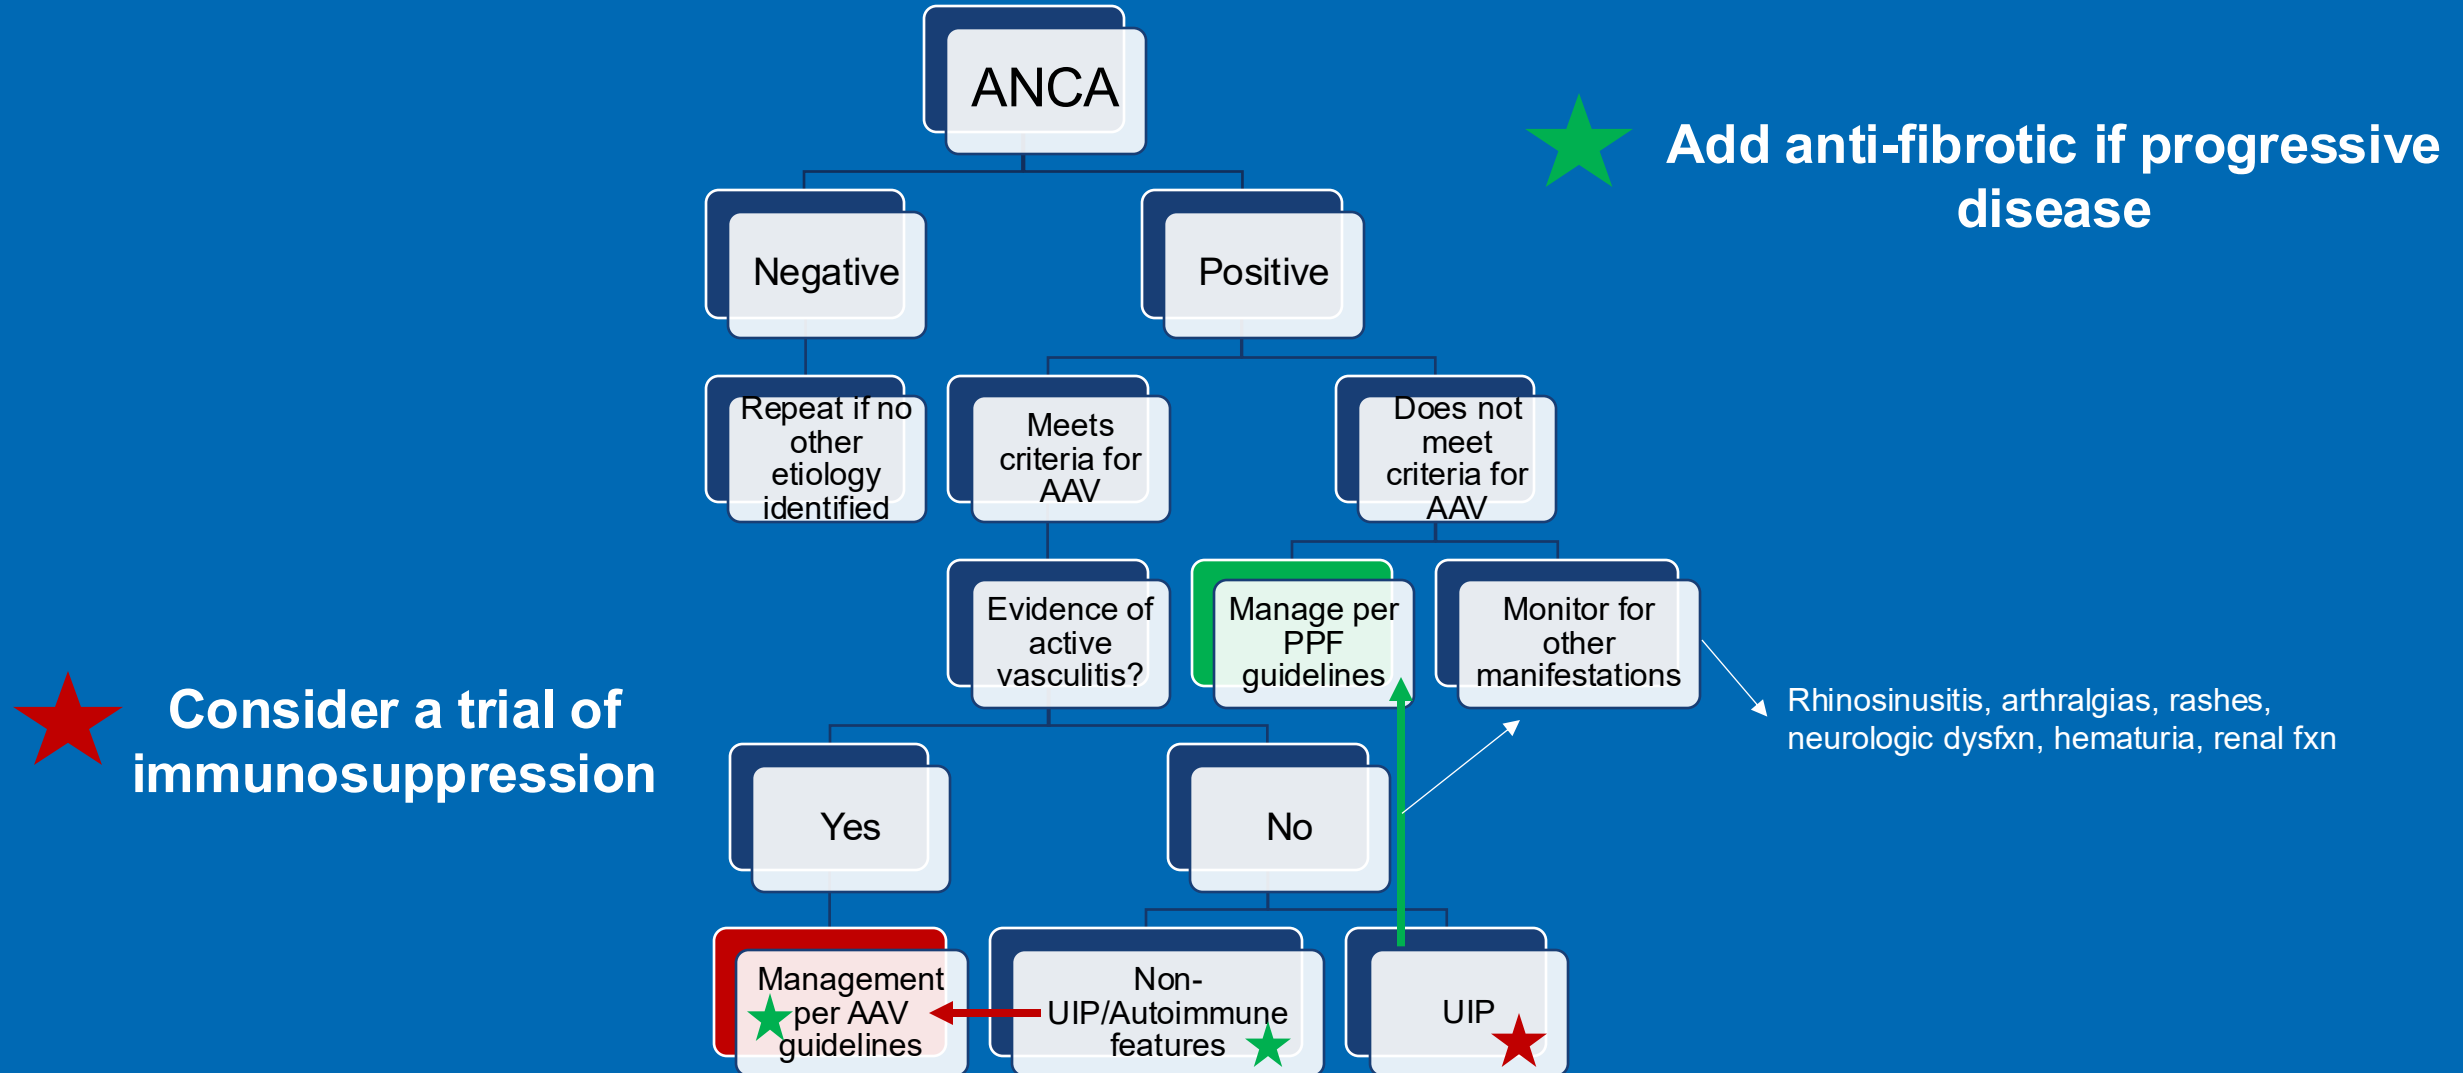 ANCA
Add anti-fibrotic if progressive
disease
Negative
Positive
Repeat if no
other
etiology
identified
Meets
criteria for
AAV
Does not
meet
criteria for
AAV
Evidence of
active
vasculitis?
Manage per
PPF
guidelines
Monitor for
other
manifestations
Rhinosinusitis, arthralgias, rashes,
neurologic dysfxn, hematuria, renal fxn
Consider a trial of
immunosuppression
Yes
No
Management
per AAV
guidelines
Non-
UIP/Autoimmune
features
UIP